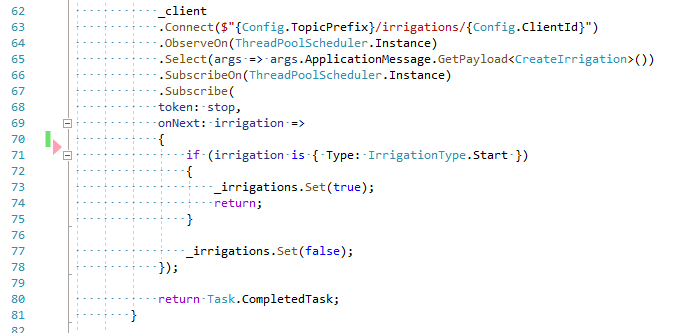 62 _client
63 .Connect($"{Config.TopicPrefix}/irrigations/{Config.ClientId}")
64 .ObserveOn(ThreadPoolScheduler.Instance)
65 .Select(args => args.ApplicationMessage.GetPayload<CreateIrrigation>())
66 .SubscribeOn(ThreadPoolScheduler.Instance)
67 .Subscribe(
68 token: stop,
69 onNext: irrigation =>
70 {
71 if (irrigation is { Type: IrrigationType.Start })
72 {
73 _irrigations.Set(true);
74 return;
75 }
76
77 _irrigations.Set(false);
78 });
79
80 return Task.CompletedTask;
81 }
82